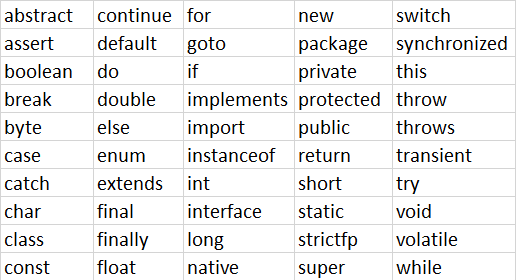 abstract continue for new switch
assert default goto package synchronized
boolean do if private this
break double implements protected throw
byte else import public throws
case enum instanceof return transient
catch extends int short try
char final interface static void
class finally long strictfp volatile
const float native super while